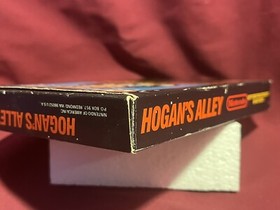 HOGAN'S ALLEY
NINTENDO OF AMERICA INC.
P.O. BOX 957, REDMOND, WA 98052 U.S.A.
HOGAN'S ALLEY
Nintendo